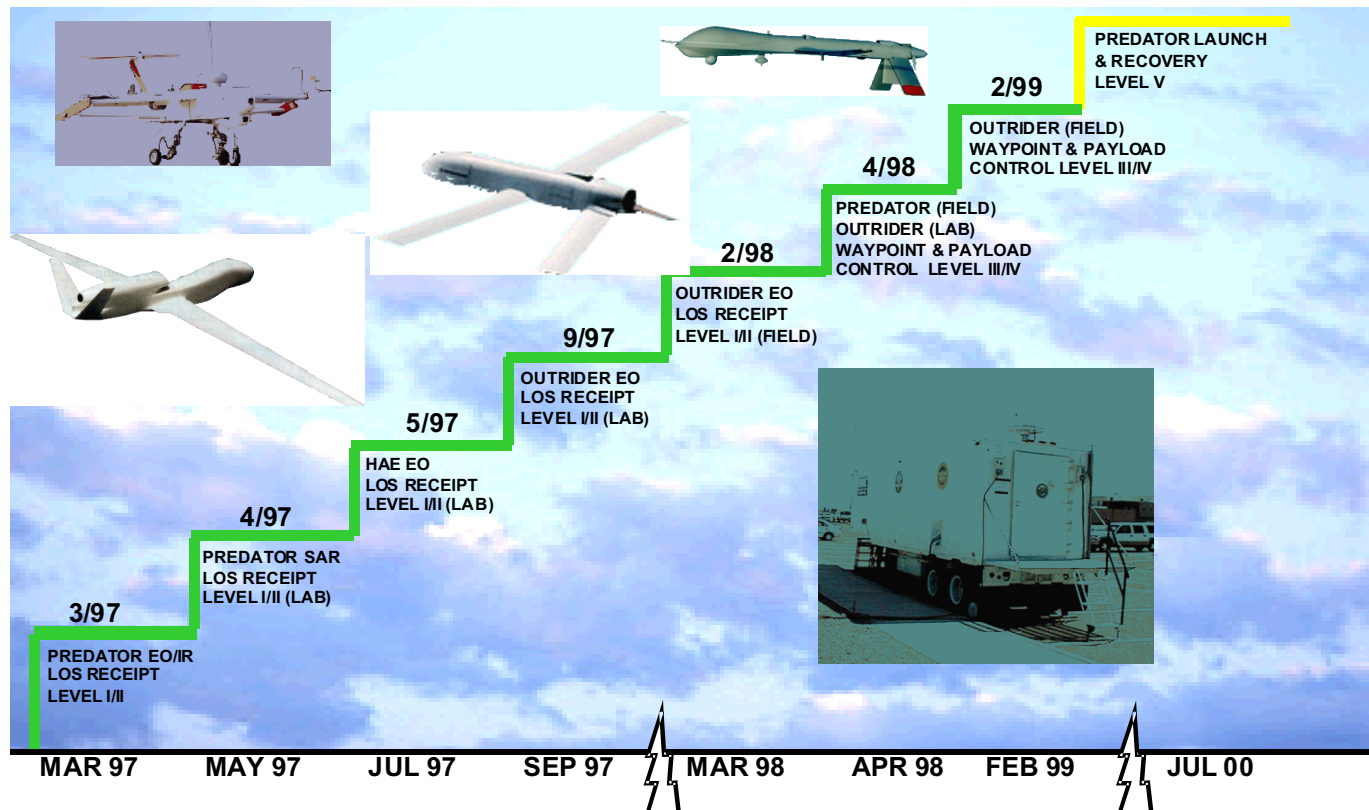 PREDATOR LAUNCH
& RECOVERY
LEVEL V
2/99
OUTRIDER (FIELD)
WAYPOINT & PAYLOAD
CONTROL LEVEL III/IV
4/98
PREDATOR (FIELD)
OUTRIDER (LAB)
WAYPOINT & PAYLOAD
CONTROL LEVEL III/IV
2/98
OUTRIDER EO
LOS RECEIPT
LEVEL I/II (FIELD)
9/97
OUTRIDER EO
LOS RECEIPT
LEVEL I/II (LAB)
5/97
HAE EO
LOS RECEIPT
LEVEL I/II (LAB)
4/97
PREDATOR SAR
LOS RECEIPT
LEVEL I/II (LAB)
3/97
PREDATOR EO/IR
LOS RECEIPT
LEVEL I/II
MAR 97
MAY 97
JUL 97
SEP 97
MAR 98
APR 98
FEB 99
JUL 00